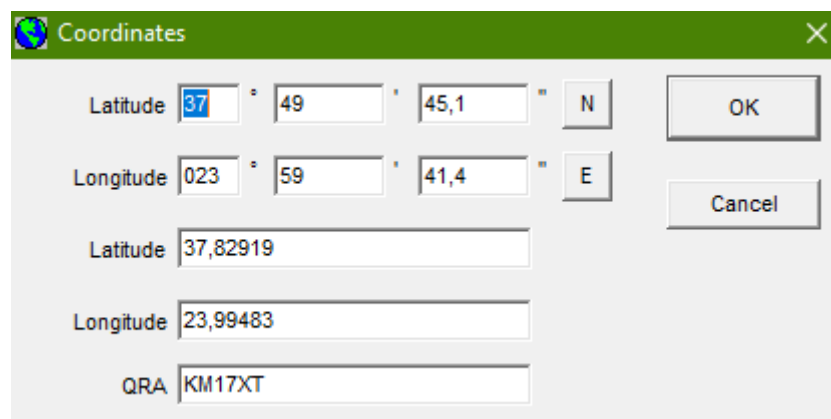 Coordinates
Latitude 37 ° 49 ' 45,1 " N OK
Longitude 023 ° 59 ' 41,4 " E
Cancel
Latitude 37,82919
Longitude 23,99483
QRA KM17XT